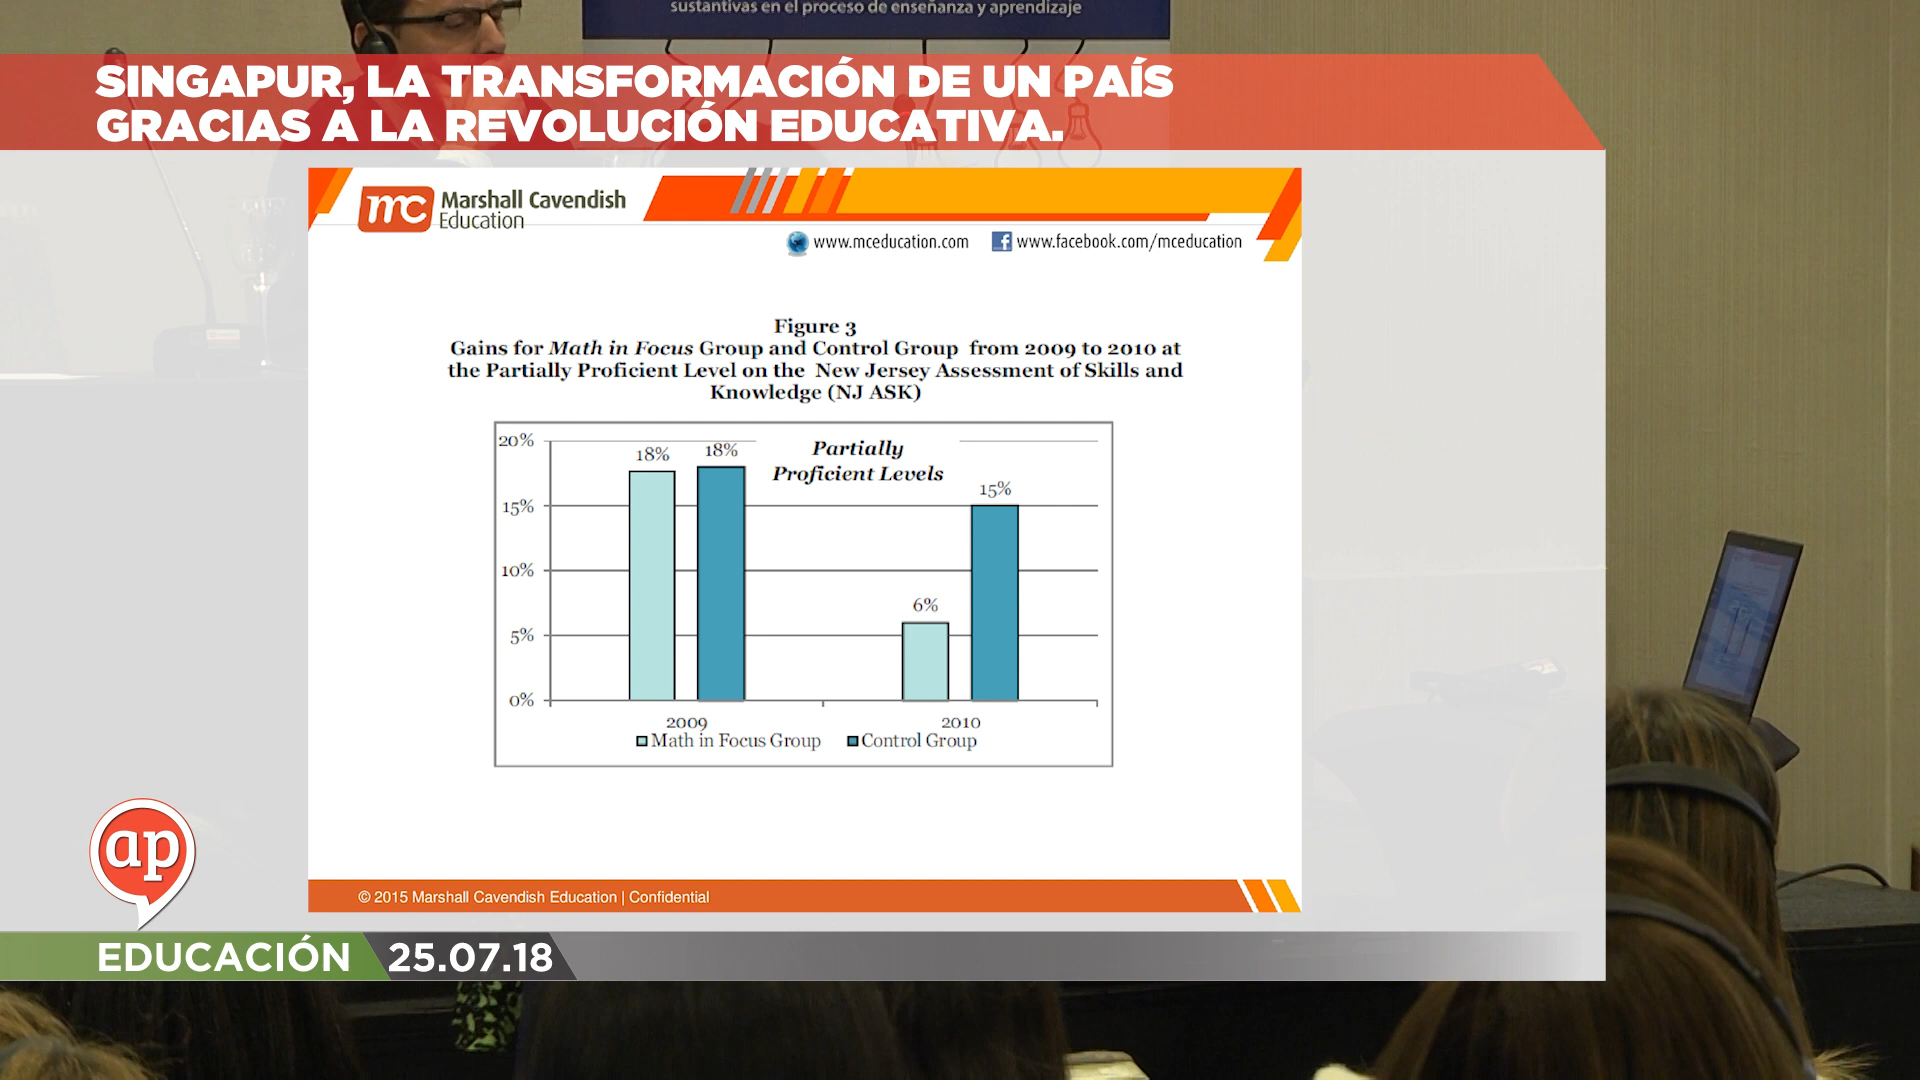 sustantivas en el proceso de enseñanza y aprendizaje
SINGAPUR, LA TRANSFORMACIÓN DE UN PAÍS
GRACIAS A LA REVOLUCIÓN EDUCATIVA.
mc Marshall Cavendish
Education
www.mceducation.com www.facebook.com/mceducation
Figure 3
Gains for Math in Focus Group and Control Group from 2009 to 2010 at
the Partially Proficient Level on the New Jersey Assessment of Skills and
Knowledge (NJ ASK)
Partially
Proficient Levels
20%
15%
10%
5%
0%
18%
18%
6%
15%
2009
2010
Math in Focus Group
Control Group
© 2015 Marshall Cavendish Education | Confidential
ap
EDUCACIÓN 25.07.18